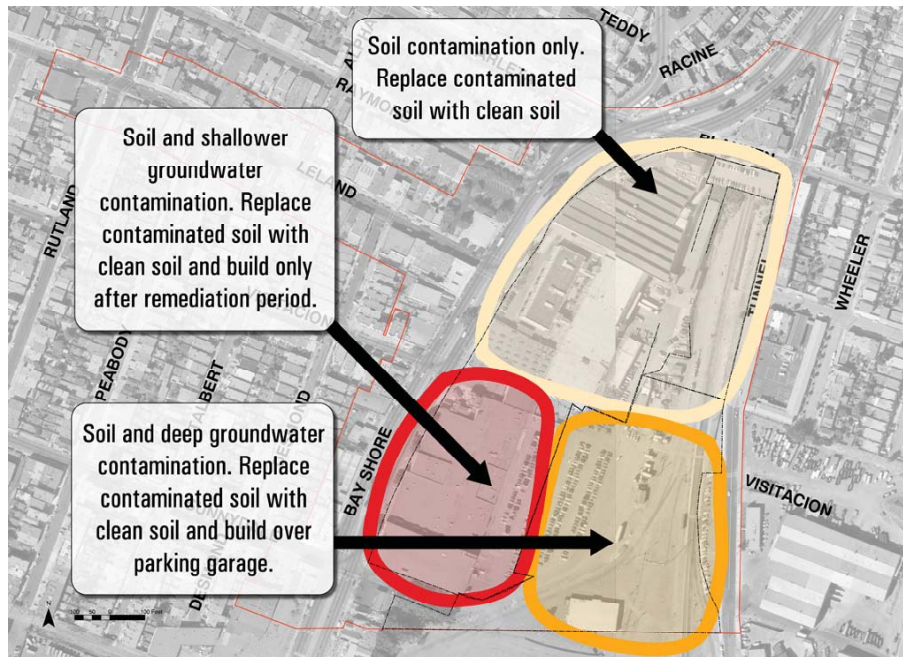 TEDDY
RACINE
Soil contamination only.
Replace contaminated
soil with clean soil
Soil and shallower
groundwater
contamination. Replace
contaminated soil with
clean soil and build only
after remediation period.
LELAND
RUTLAND
TUNNEL
WHEELER
PEABODY
BAY SHORE
Soil and deep groundwater
contamination. Replace
contaminated soil with
clean soil and build over
parking garage.
VISITACION